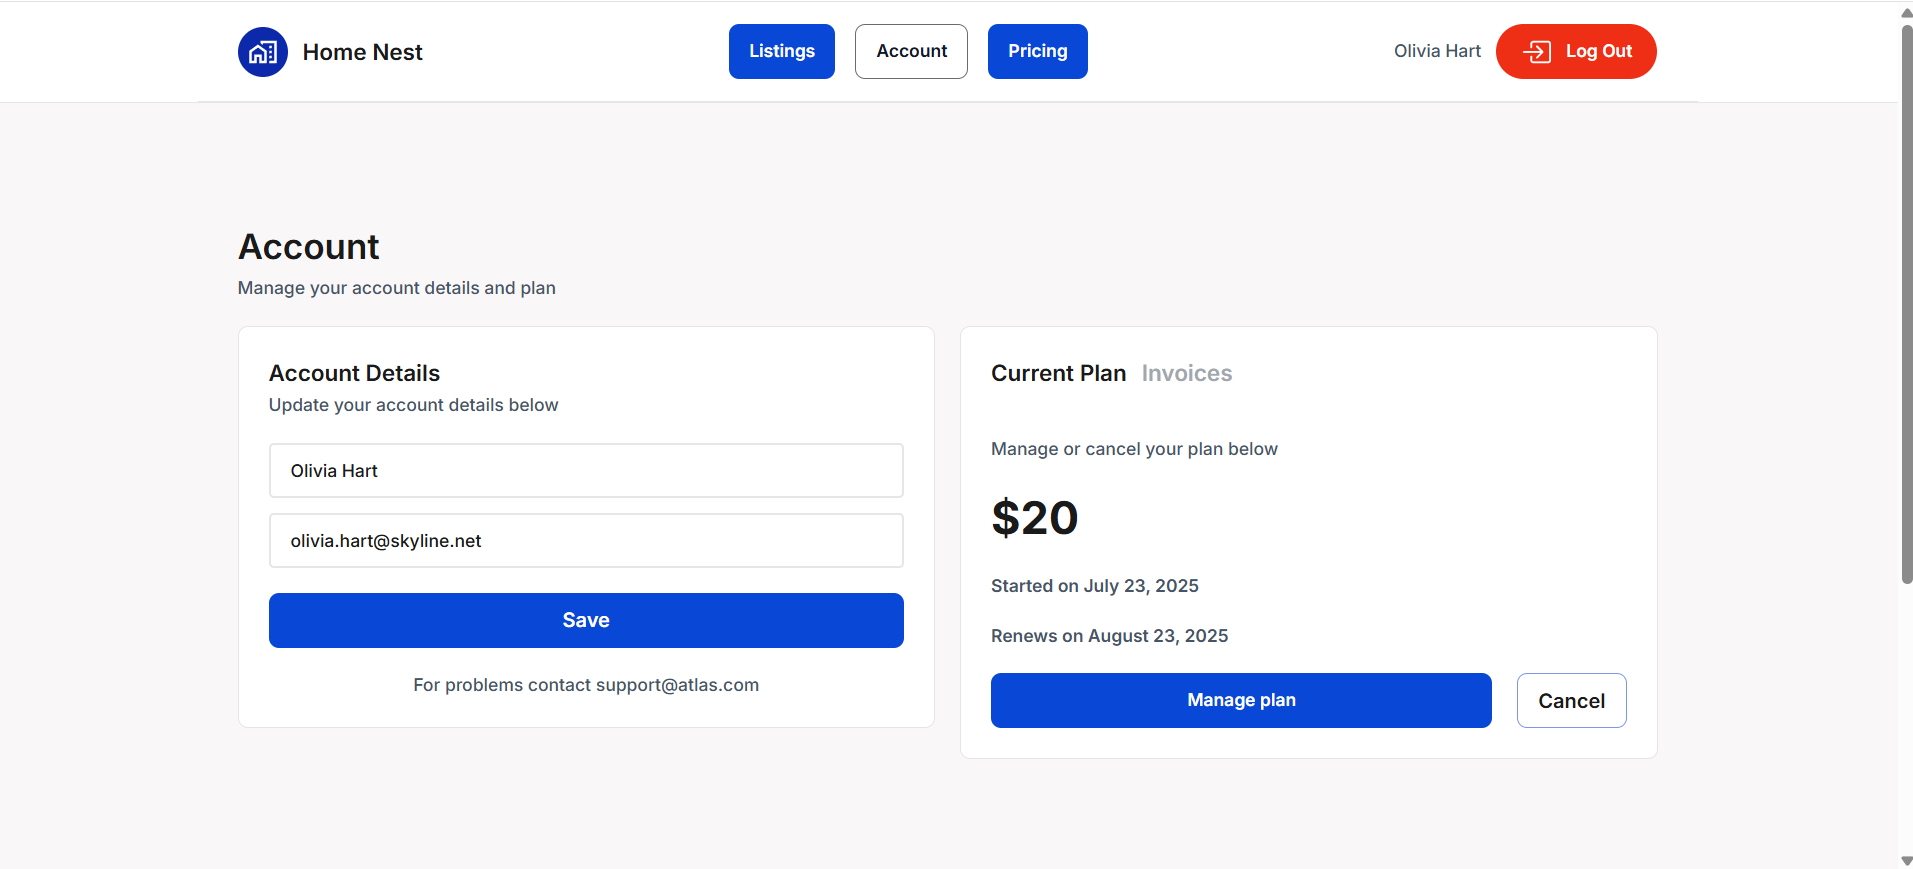 Home Nest
Listings
Account
Pricing
Olivia Hart
Log Out
Account
Manage your account details and plan
Account Details
Update your account details below
Olivia Hart
olivia.hart@skyline.net
Save
For problems contact support@atlas.com
Current Plan
Invoices
Manage or cancel your plan below
$20
Started on July 23, 2025
Renews on August 23, 2025
Manage plan
Cancel